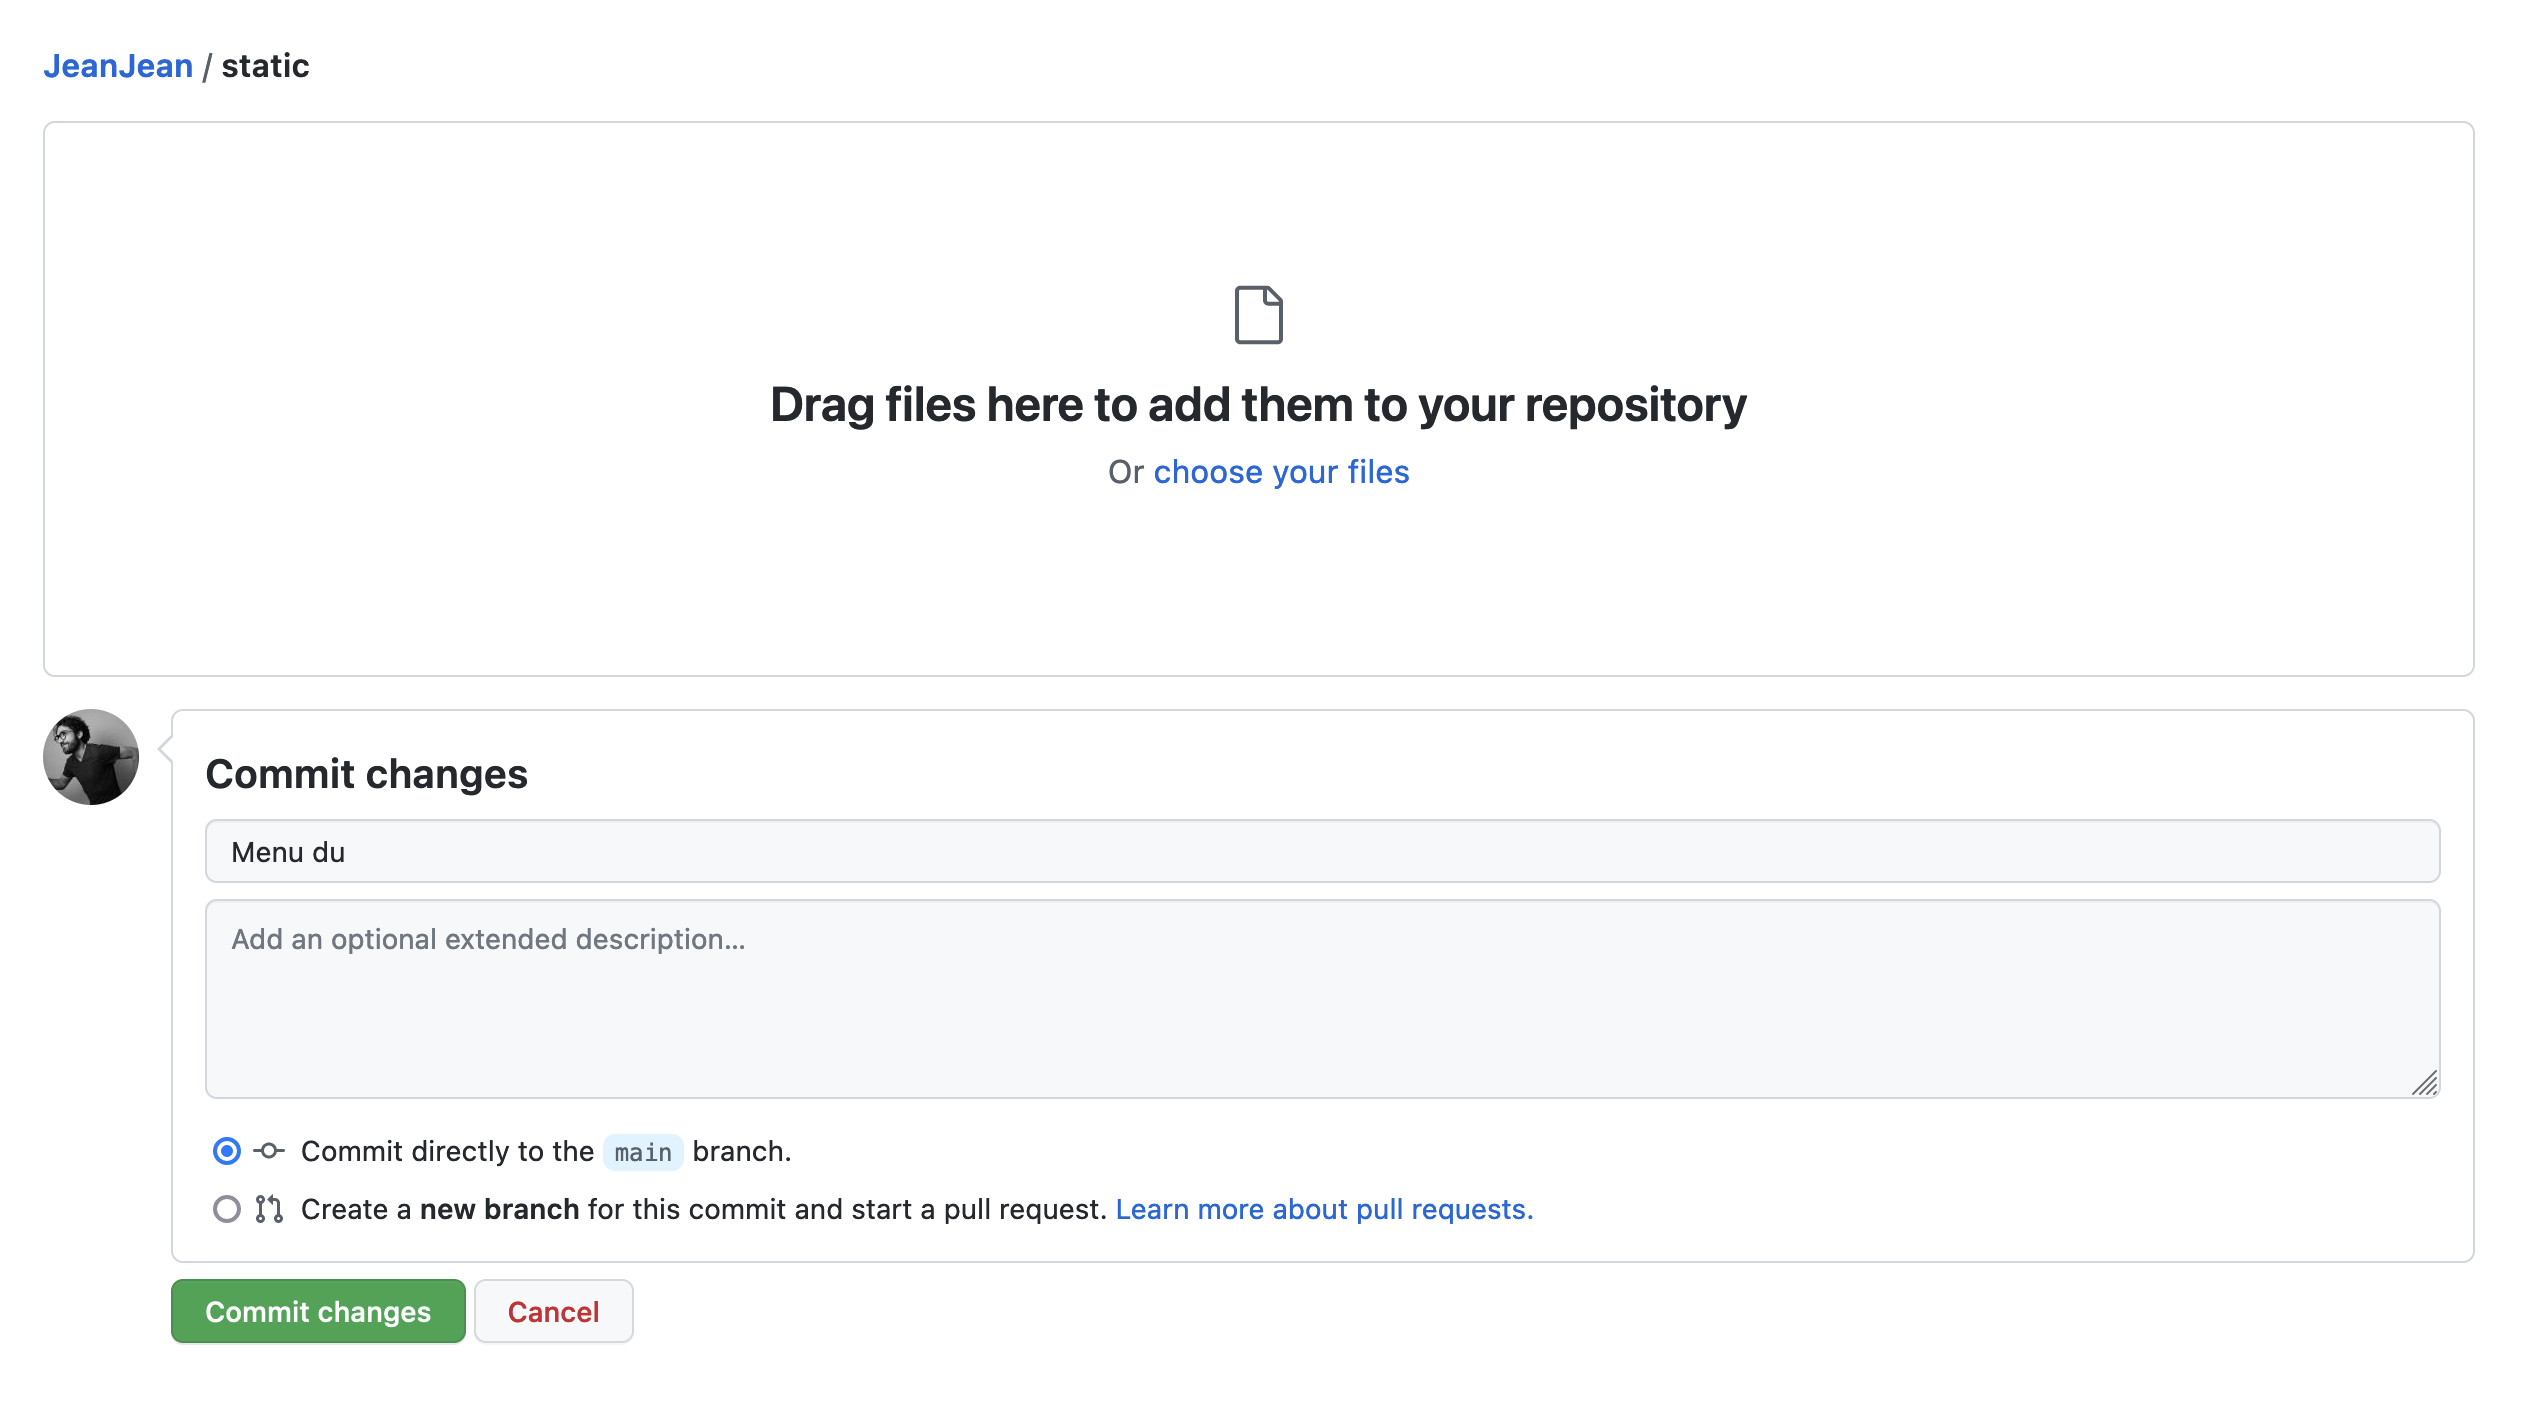 JeanJean / static
Drag files here to add them to your repository
Or choose your files
Commit changes
Menu du
Add an optional extended description...
Commit directly to the main branch.
Create a new branch for this commit and start a pull request. Learn more about pull requests.
Commit changes Cancel